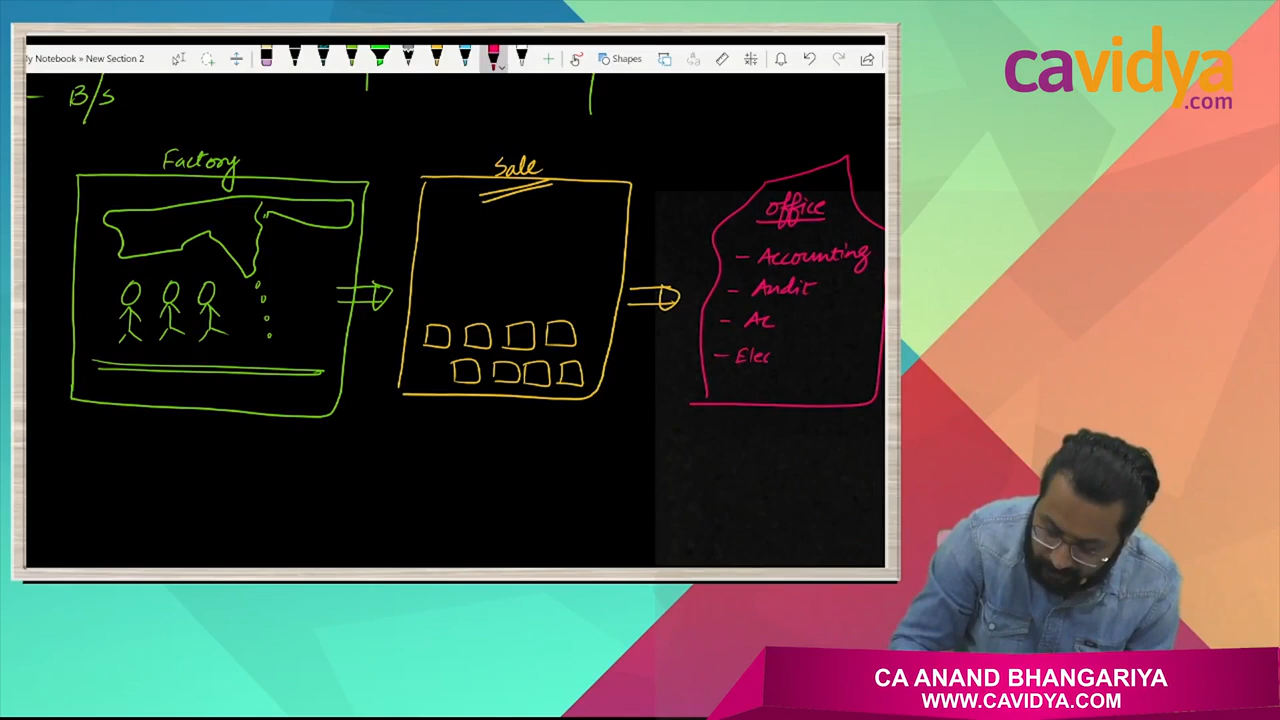 My Notebook » New Section 2
Shapes
- B/s
Factory
Sale
office
- Accounting
- Audit
- Ac
- Elec
cavidya
.com
CA ANAND BHANGARIYA
WWW.CAVIDYA.COM